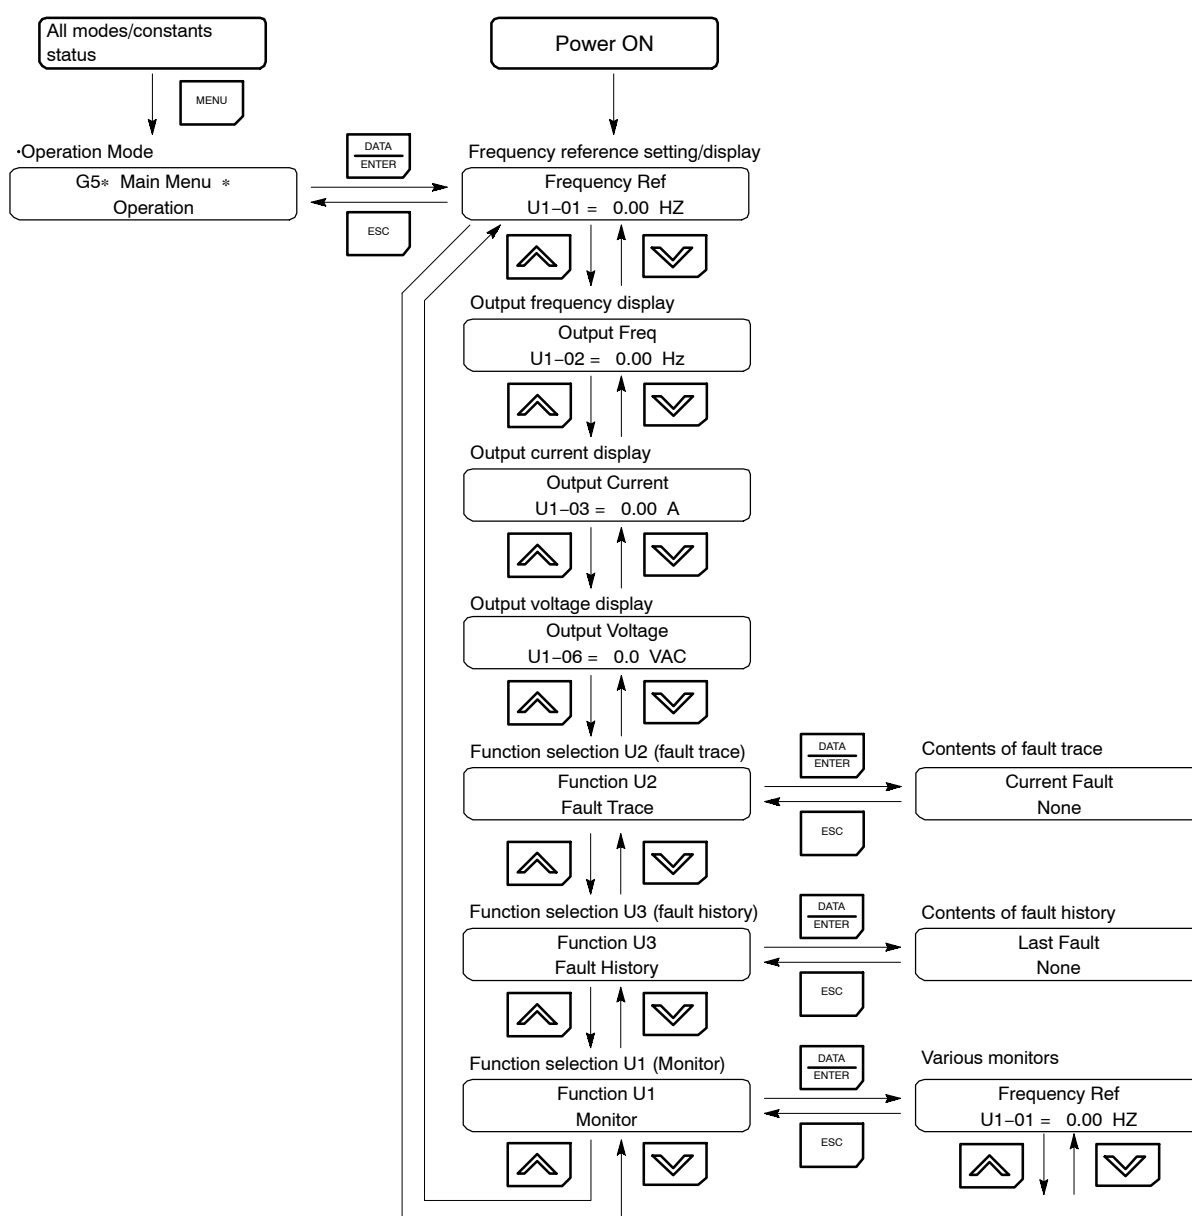 All modes/constants
status
Power ON
MENU
·Operation Mode
DATA
ENTER
Frequency reference setting/display
G5* Main Menu *
Operation
Frequency Ref
U1–01 = 0.00 HZ
ESC
Output frequency display
Output Freq
U1–02 = 0.00 Hz
Output current display
Output Current
U1–03 = 0.00 A
Output voltage display
Output Voltage
U1–06 = 0.0 VAC
Function selection U2 (fault trace)
DATA
ENTER
Contents of fault trace
Function U2
Fault Trace
Current Fault
None
ESC
Function selection U3 (fault history)
DATA
ENTER
Contents of fault history
Function U3
Fault History
Last Fault
None
ESC
Function selection U1 (Monitor)
DATA
ENTER
Various monitors
Function U1
Monitor
Frequency Ref
U1–01 = 0.00 HZ
ESC